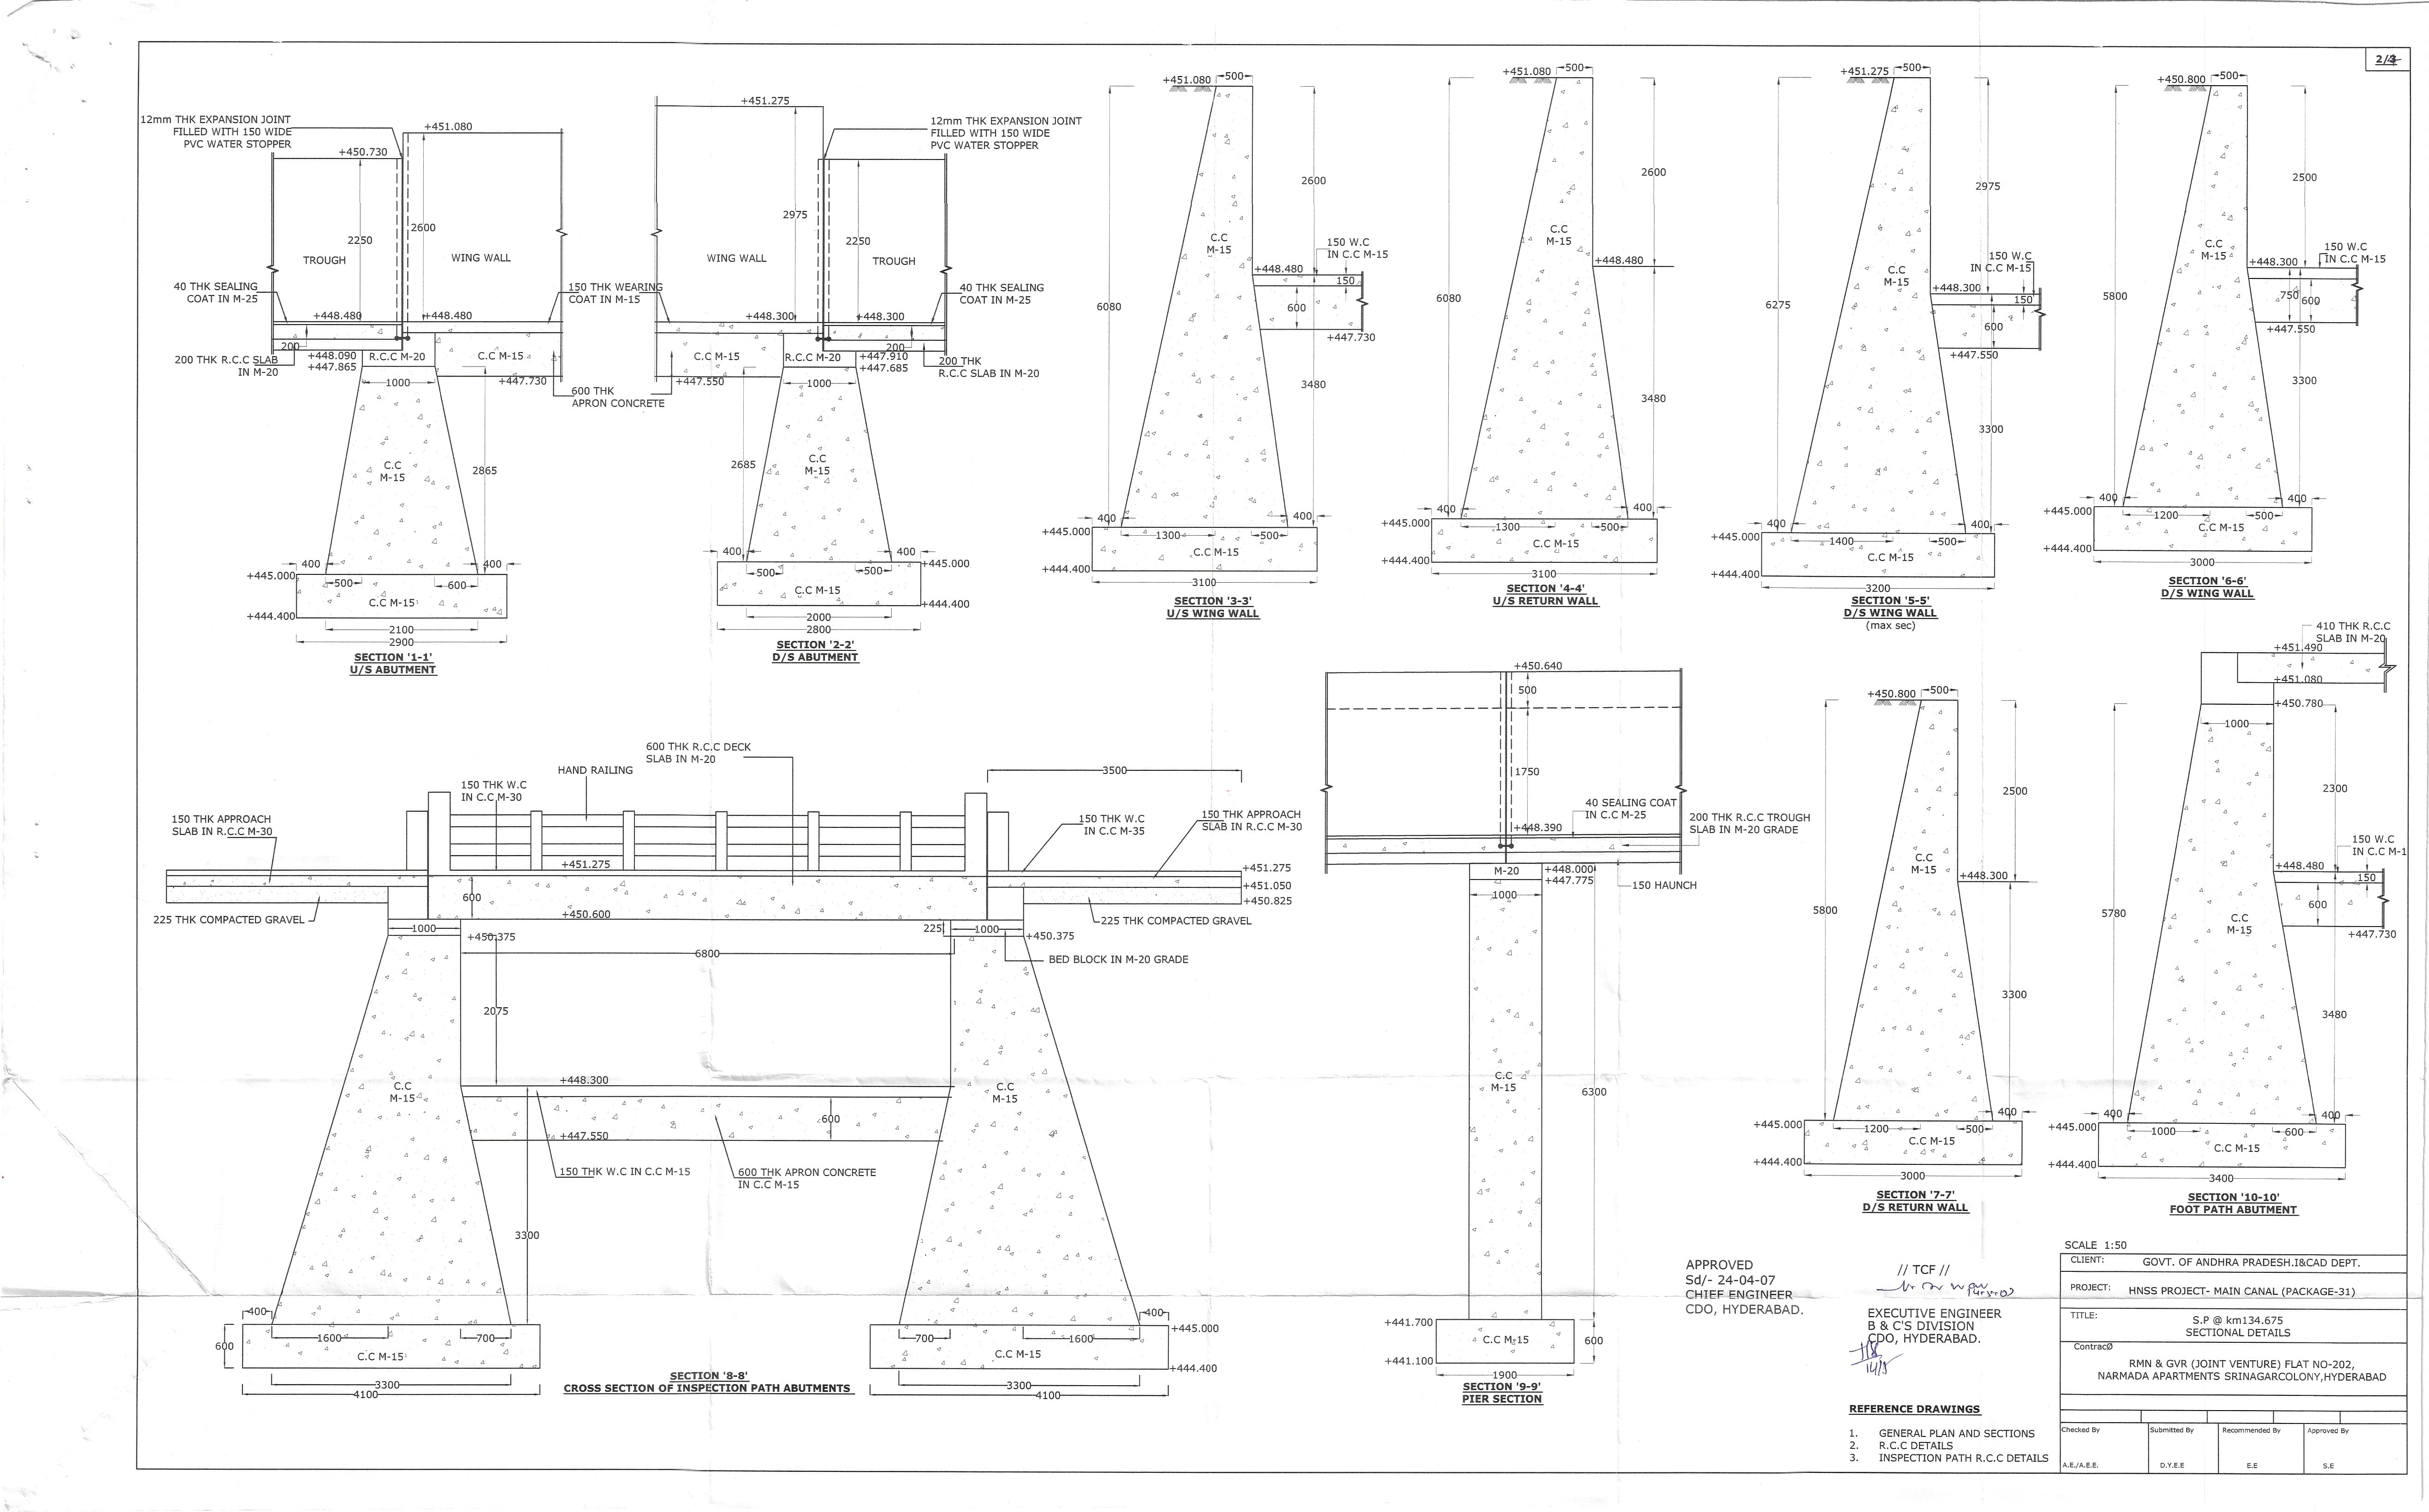 2/4
12mm THK EXPANSION JOINT
FILLED WITH 150 WIDE
PVC WATER STOPPER
+451.080
+450.730
2250
2600
TROUGH
WING WALL
40 THK SEALING
COAT IN M-25
150 THK WEARING
COAT IN M-15
+448.480
+448.480
200
200 THK R.C.C SLAB
IN M-20
+448.090
+447.865
R.C.C M-20
C.C M-15
+447.730
1000
600 THK
APRON CONCRETE
C.C
M-15
2865
400
400
+445.000
500
600
C.C M-15
+444.400
2100
2900
SECTION '1-1'
U/S ABUTMENT
+451.275
12mm THK EXPANSION JOINT
FILLED WITH 150 WIDE
PVC WATER STOPPER
2975
2250
WING WALL
TROUGH
40 THK SEALING
COAT IN M-25
+448.300
+448.300
200
C.C M-15
R.C.C M-20
+447.910
+447.685
200 THK
R.C.C SLAB IN M-20
+447.550
1000
2685
C.C
M-15
400
400
+445.000
500
500
C.C M-15
+444.400
2000
2800
SECTION '2-2'
D/S ABUTMENT
+451.080
500
2600
C.C
M-15
150 W.C
IN C.C M-15
+448.480
150
600
+447.730
6080
3480
400
400
+445.000
1300
500
C.C M-15
+444.400
3100
SECTION '3-3'
U/S WING WALL
+451.080
500
2600
C.C
M-15
+448.480
6080
3480
400
400
+445.000
1300
500
C.C M-15
+444.400
3100
SECTION '4-4'
U/S RETURN WALL
+451.275
500
2975
150 W.C
IN C.C M-15
C.C
M-15
+448.300
150
600
+447.550
6275
3300
400
400
+445.000
1400
500
C.C M-15
+444.400
3200
SECTION '5-5'
D/S WING WALL
(max sec)
+450.800
500
2500
C.C
M-15
150 W.C
IN C.C M-15
+448.300
750
600
+447.550
5800
3300
400
400
+445.000
1200
500
C.C M-15
+444.400
3000
SECTION '6-6'
D/S WING WALL
600 THK R.C.C DECK
SLAB IN M-20
HAND RAILING
150 THK W.C
IN C.C M-30
3500
150 THK APPROACH
SLAB IN R.C.C M-30
150 THK W.C
IN C.C M-35
150 THK APPROACH
SLAB IN R.C.C M-30
+451.275
+451.275
+451.050
+450.825
600
225 THK COMPACTED GRAVEL
+450.600
225 THK COMPACTED GRAVEL
1000
+450.375
225
1000
+450.375
6800
BED BLOCK IN M-20 GRADE
2075
C.C
M-15
+448.300
C.C
M-15
600
+447.550
150 THK W.C IN C.C M-15
600 THK APRON CONCRETE
IN C.C M-15
3300
400
400
600
1600
700
C.C M-15
700
1600
C.C M-15
+445.000
+444.400
3300
4100
3300
4100
SECTION '8-8'
CROSS SECTION OF INSPECTION PATH ABUTMENTS
+450.640
500
1750
40 SEALING COAT
IN C.C M-25
+448.390
200 THK R.C.C TROUGH
SLAB IN M-20 GRADE
M-20
+448.000
+447.775
150 HAUNCH
1000
C.C
M-15
6300
+441.700
C.C M-15
600
+441.100
1900
SECTION '9-9'
PIER SECTION
+450.800
500
2500
C.C
M-15
+448.300
5800
3300
400
+445.000
1200
500
C.C M-15
+444.400
3000
SECTION '7-7'
D/S RETURN WALL
410 THK R.C.C
SLAB IN M-20
+451.490
+451.080
+450.780
1000
2300
150 W.C
IN C.C M-1
+448.480
150
600
+447.730
C.C
M-15
5780
3480
400
400
+445.000
1000
600
C.C M-15
+444.400
3400
SECTION '10-10'
FOOT PATH ABUTMENT
APPROVED
Sd/- 24-04-07
CHIEF ENGINEER
CDO, HYDERABAD.
// TCF //
EXECUTIVE ENGINEER
B & C'S DIVISION
CDO, HYDERABAD.
REFERENCE DRAWINGS
1. GENERAL PLAN AND SECTIONS
2. R.C.C DETAILS
3. INSPECTION PATH R.C.C DETAILS
SCALE 1:50
CLIENT: GOVT. OF ANDHRA PRADESH.I&CAD DEPT.
PROJECT: HNSS PROJECT- MAIN CANAL (PACKAGE-31)
TITLE: S.P @ km134.675
SECTIONAL DETAILS
ContracØ
RMN & GVR (JOINT VENTURE) FLAT NO-202,
NARMADA APARTMENTS SRINAGARCOLONY,HYDERABAD
Checked By Submitted By Recommended By Approved By
A.E./A.E.E. D.Y.E.E E.E S.E